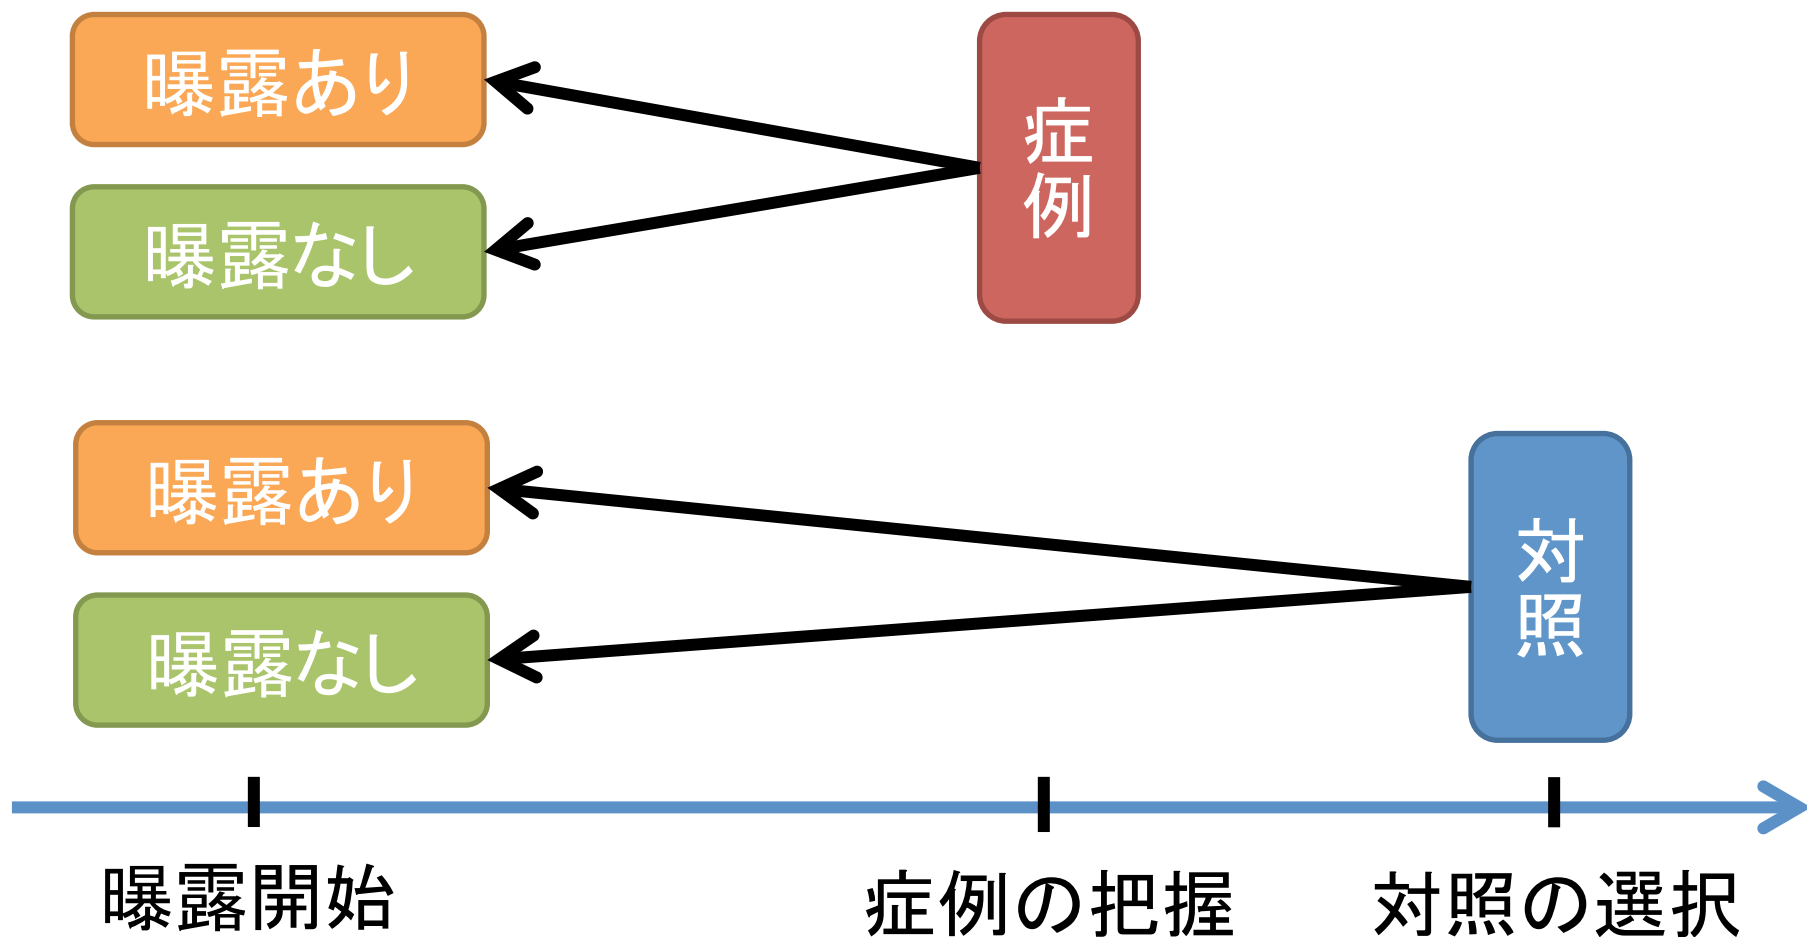 曝露あり
曝露なし
症例
曝露あり
曝露なし
対照
曝露開始
症例の把握
対照の選択